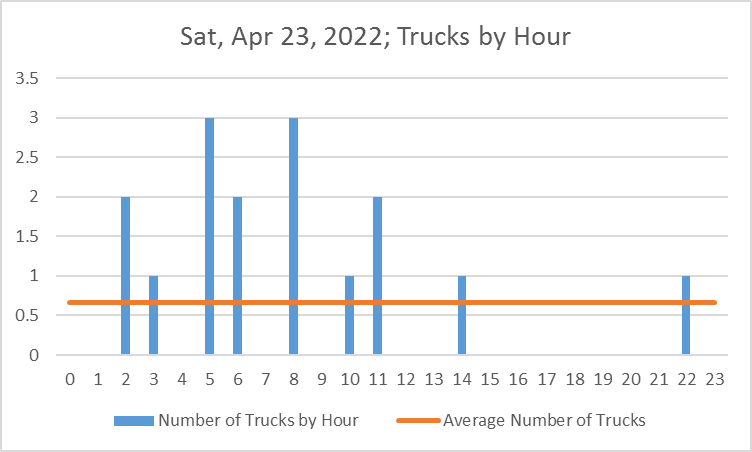 Sat, Apr 23, 2022; Trucks by Hour
3.5
3
2.5
2
1.5
1
0.5
0
0 1 2 3 4 5 6 7 8 9 10 11 12 13 14 15 16 17 18 19 20 21 22 23
Number of Trucks by Hour Average Number of Trucks